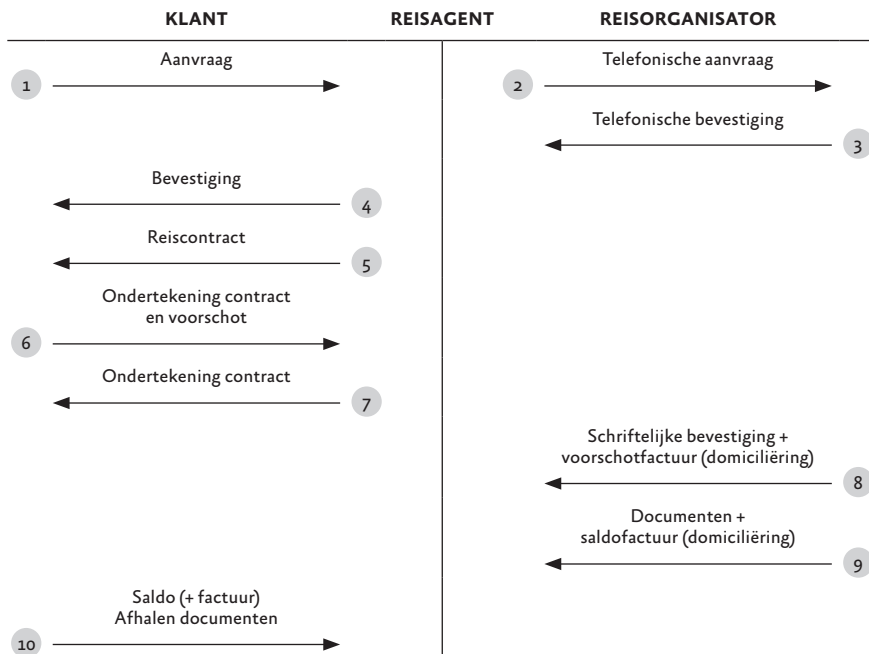 KLANT REISAGENT REISORGANISATOR
Aanvraag
1
Telefonische aanvraag
2
Telefonische bevestiging
3
Bevestiging
4
Reiscontract
5
Ondertekening contract
en voorschot
6
Ondertekening contract
7
Schriftelijke bevestiging +
voorschotfactuur (domiciliëring)
8
Documenten +
saldofactuur (domiciliëring)
9
Saldo (+ factuur)
Afhalen documenten
10